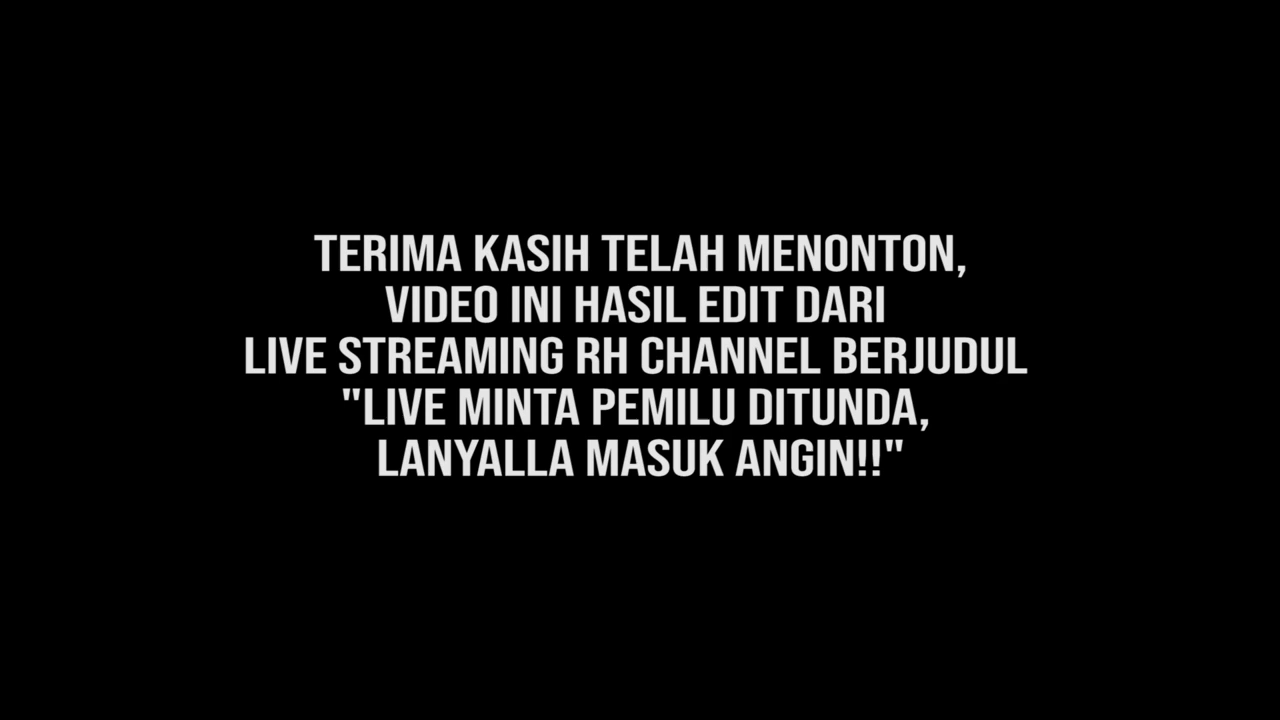 TERIMA KASIH TELAH MENONTON,
VIDEO INI HASIL EDIT DARI
LIVE STREAMING RH CHANNEL BERJUDUL
"LIVE MINTA PEMILU DITUNDA,
LANYALLA MASUK ANGIN!!"